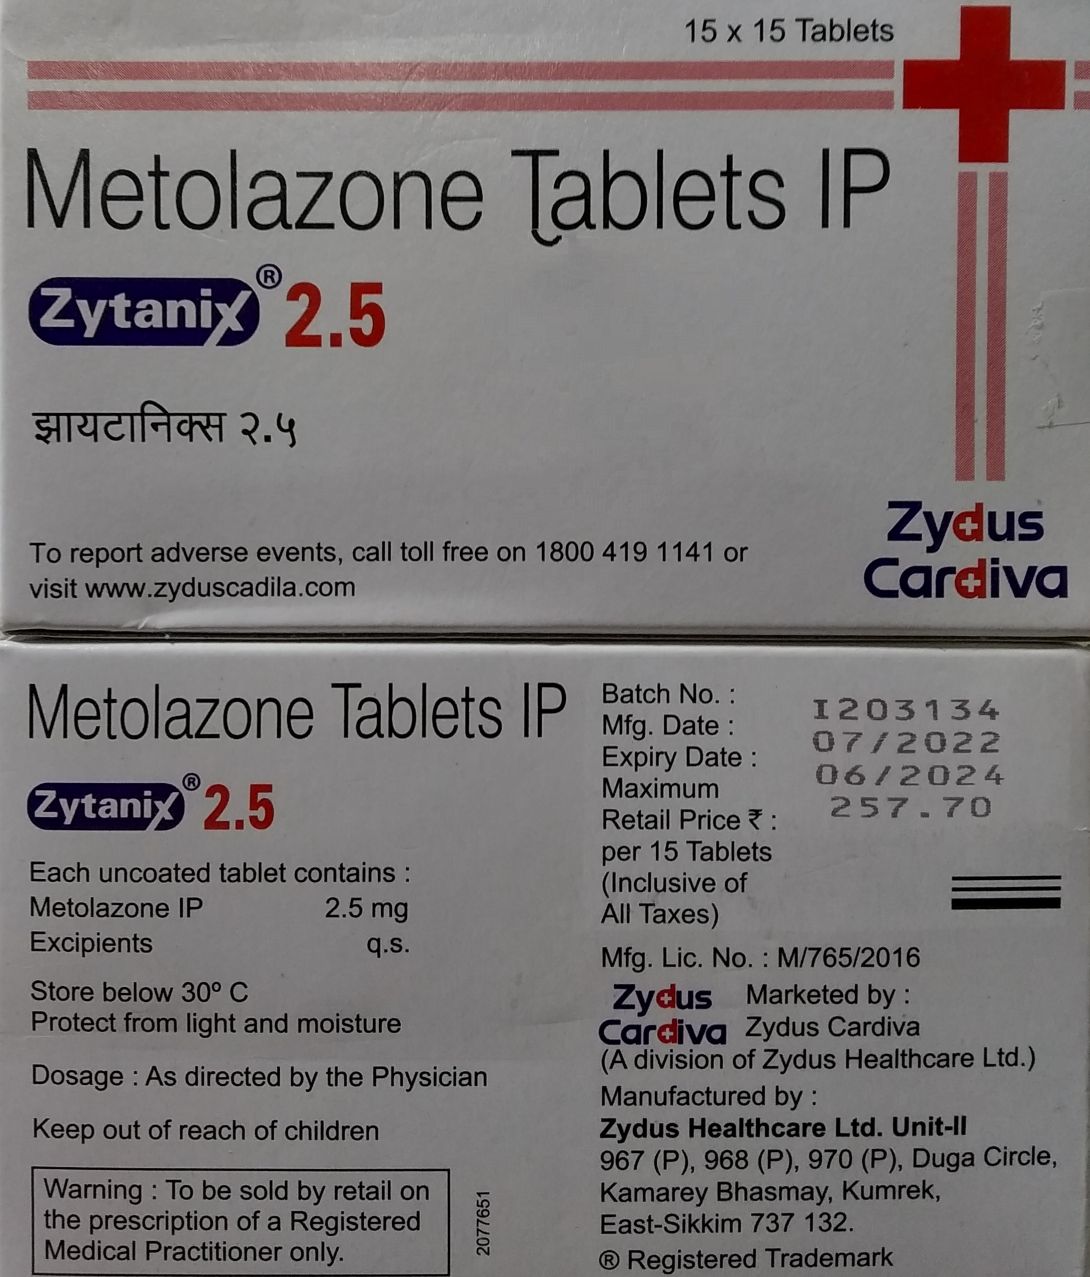 15 x 15 Tablets
Metolazone Tablets IP
Zytanix® 2.5
झायटानिक्स २.५
To report adverse events, call toll free on 1800 419 1141 or
visit www.zyduscadila.com
Zydus
Cardiva
Metolazone Tablets IP
Zytanix® 2.5
Each uncoated tablet contains :
Metolazone IP 2.5 mg
Excipients q.s.
Store below 30º C
Protect from light and moisture
Dosage : As directed by the Physician
Keep out of reach of children
Warning : To be sold by retail on
the prescription of a Registered
Medical Practitioner only.
2077651
Batch No. : I203134
Mfg. Date : 07/2022
Expiry Date : 06/2024
Maximum
Retail Price ₹ : 257.70
per 15 Tablets
(Inclusive of
All Taxes)
Mfg. Lic. No. : M/765/2016
Zydus Marketed by :
Cardiva Zydus Cardiva
(A division of Zydus Healthcare Ltd.)
Manufactured by :
Zydus Healthcare Ltd. Unit-II
967 (P), 968 (P), 970 (P), Duga Circle,
Kamarey Bhasmay, Kumrek,
East-Sikkim 737 132.
® Registered Trademark